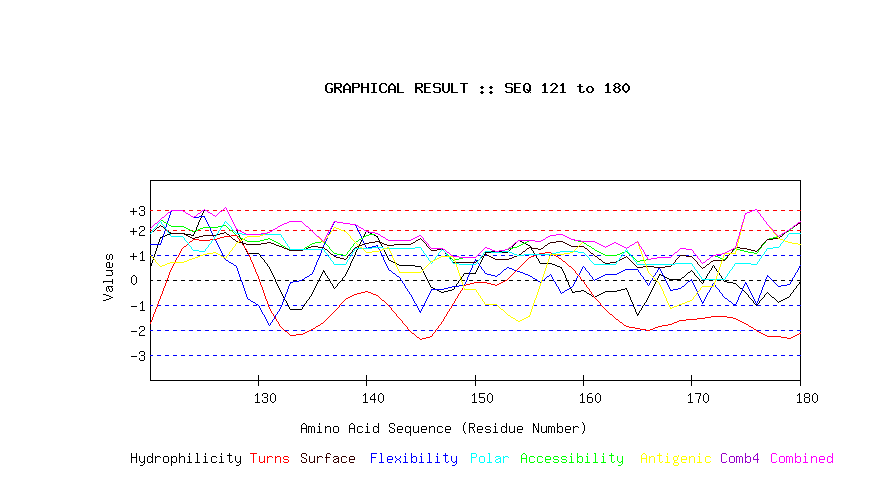 GRAPHICAL RESULT :: SEQ 121 to 180
+3
+2
+1
0
-1
-2
-3
Values
130 140 150 160 170 180
Amino Acid Sequence (Residue Number)
Hydrophilicity Turns Surface Flexibility Polar Accessibility Antigenic Comb4 Combined